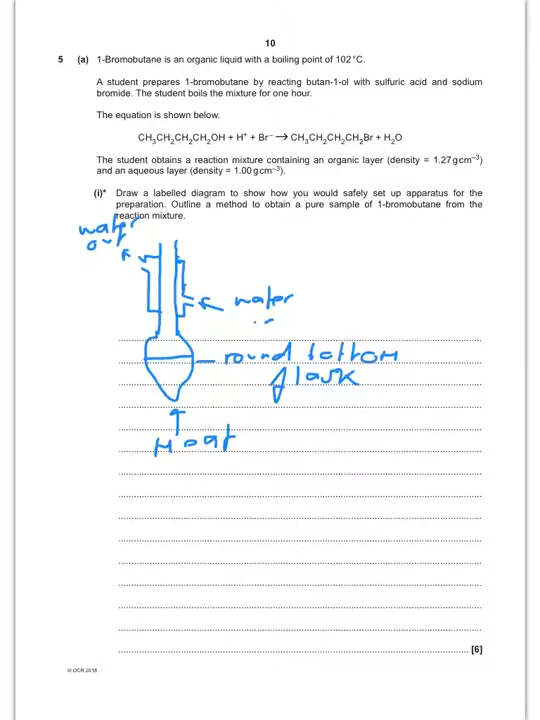 10
5 (a) 1-Bromobutane is an organic liquid with a boiling point of 102 °C.
A student prepares 1-bromobutane by reacting butan-1-ol with sulfuric acid and sodium
bromide. The student boils the mixture for one hour.
The equation is shown below.
CH₃CH₂CH₂CH₂OH + H⁺ + Br⁻ → CH₃CH₂CH₂CH₂Br + H₂O
The student obtains a reaction mixture containing an organic layer (density = 1.27 g cm⁻³)
and an aqueous layer (density = 1.00 g cm⁻³).
(i)* Draw a labelled diagram to show how you would safely set up apparatus for the
preparation. Outline a method to obtain a pure sample of 1-bromobutane from the
reaction mixture.
water
out
water
round bottom
flask
Heat
[6]
© OCR 2018